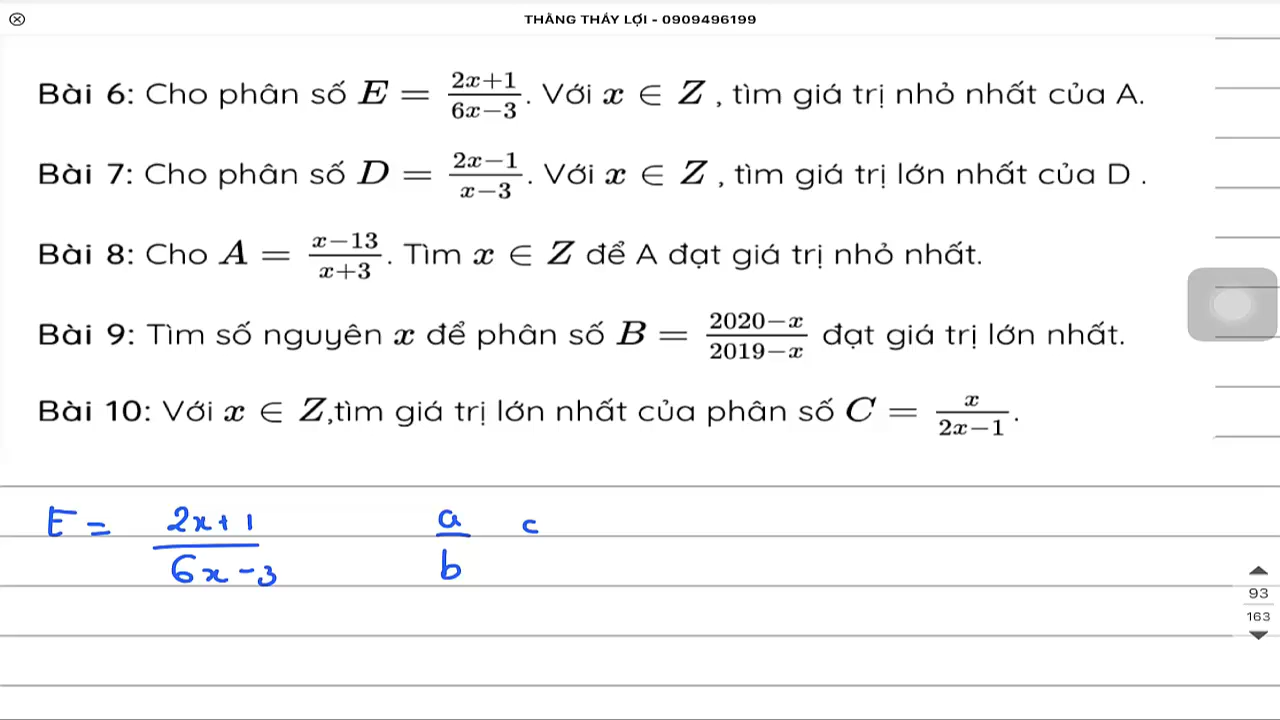 THẰNG THẦY LỢI - 0909496199
Bài 6: Cho phân số E = (2x+1)/(6x−3). Với x ∈ Z , tìm giá trị nhỏ nhất của A.
Bài 7: Cho phân số D = (2x−1)/(x−3). Với x ∈ Z , tìm giá trị lớn nhất của D .
Bài 8: Cho A = (x−13)/(x+3). Tìm x ∈ Z để A đạt giá trị nhỏ nhất.
Bài 9: Tìm số nguyên x để phân số B = (2020−x)/(2019−x) đạt giá trị lớn nhất.
Bài 10: Với x ∈ Z,tìm giá trị lớn nhất của phân số C = x/(2x−1).
E = (2x+1)/(6x−3) a/b c
93
163